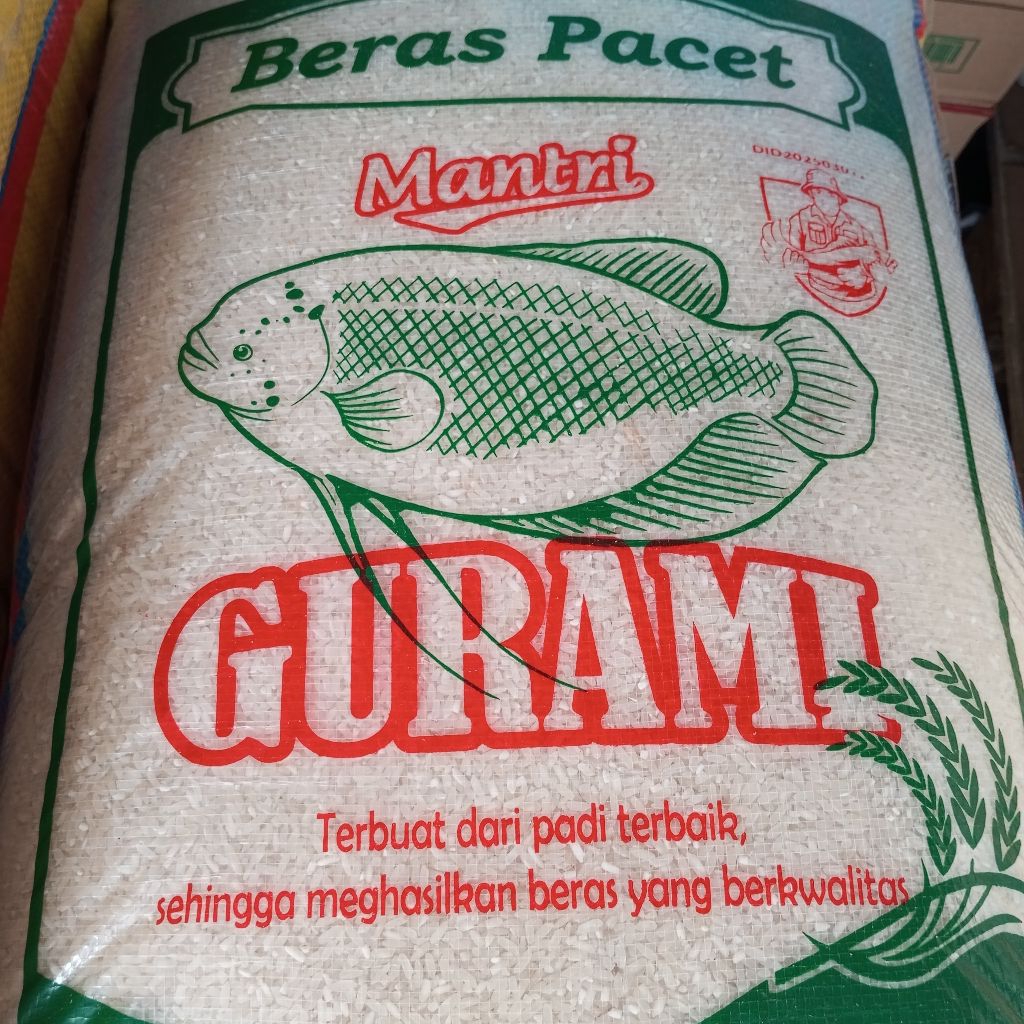 Beras Pacet
Mantri
GURAMI
Terbuat dari padi terbaik,
sehingga meghasilkan beras yang berkwalitas